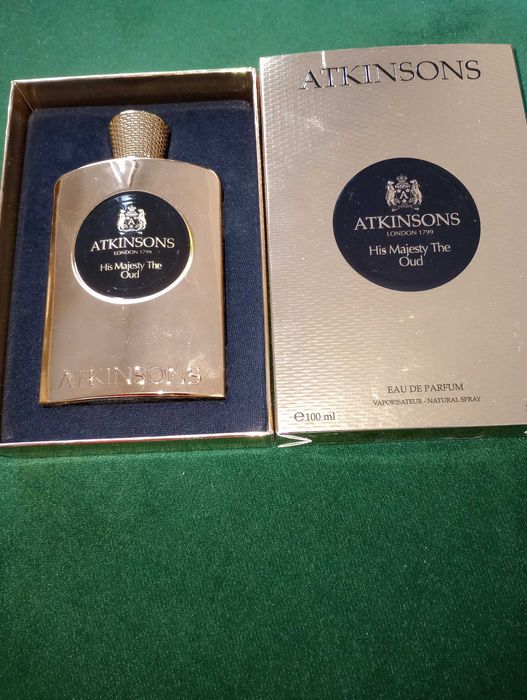 ATKINSONS
LONDON 1799
His Majesty The
Oud
ATKINSONS
ATKINSONS
ATKINSONS
LONDON 1799
His Majesty The
Oud
EAU DE PARFUM
VAPORISATEUR - NATURAL SPRAY
℮100 ml